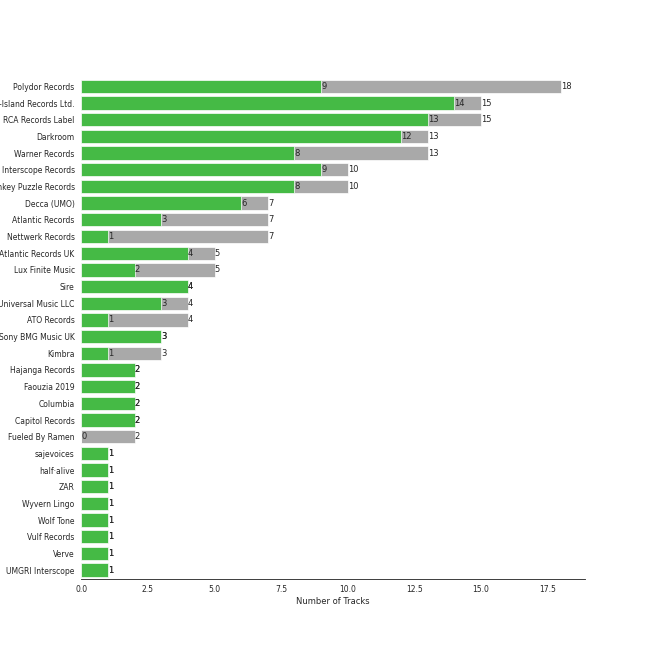 Polydor Records 9 18
-Island Records Ltd. 14 15
RCA Records Label 13 15
Darkroom 12 13
Warner Records 8 13
Interscope Records 9 10
nkey Puzzle Records 8 10
Decca (UMO) 6 7
Atlantic Records 3 7
Nettwerk Records 1 7
Atlantic Records UK 4 5
Lux Finite Music 2 5
Sire 4
Universal Music LLC 3 4
ATO Records 1 4
Sony BMG Music UK 3
Kimbra 1 3
Hajanga Records 2
Faouzia 2019 2
Columbia 2
Capitol Records 2
Fueled By Ramen 0 2
sajevoices 1
half·alive 1
ZAR 1
Wyvern Lingo 1
Wolf Tone 1
Vulf Records 1
Verve 1
UMGRI Interscope 1
0.0 2.5 5.0 7.5 10.0 12.5 15.0 17.5
Number of Tracks